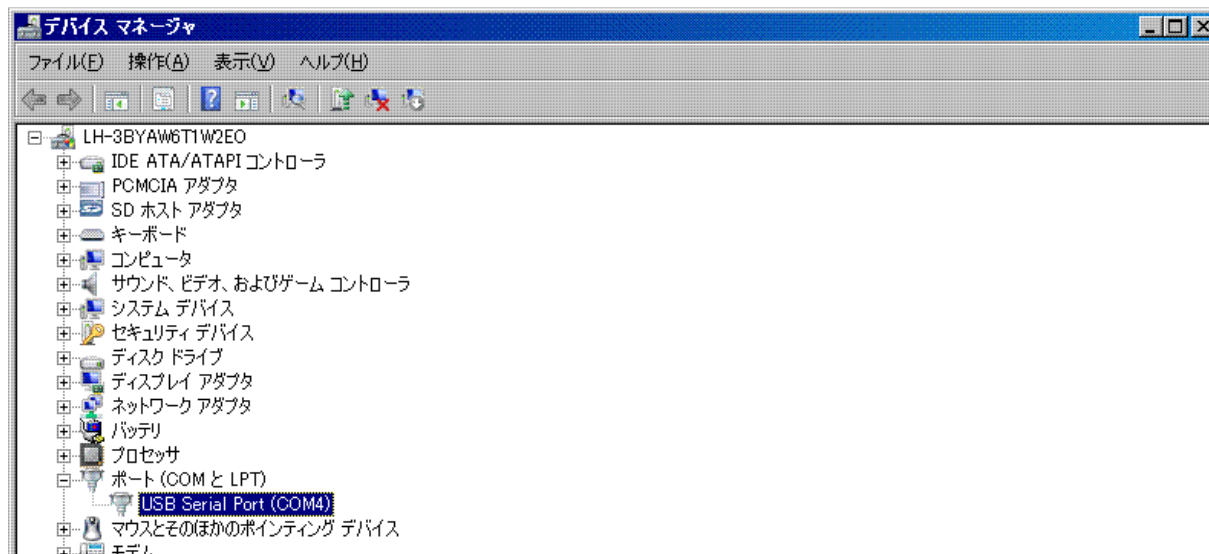 デバイス マネージャ
ファイル(F) 操作(A) 表示(V) ヘルプ(H)
LH-3BYAW6T1W2EO
IDE ATA/ATAPI コントローラ
PCMCIA アダプタ
SD ホスト アダプタ
キーボード
コンピュータ
サウンド、ビデオ、およびゲーム コントローラ
システム デバイス
セキュリティ デバイス
ディスク ドライブ
ディスプレイ アダプタ
ネットワーク アダプタ
バッテリ
プロセッサ
ポート (COM と LPT)
USB Serial Port (COM4)
マウスとそのほかのポインティング デバイス
モデム